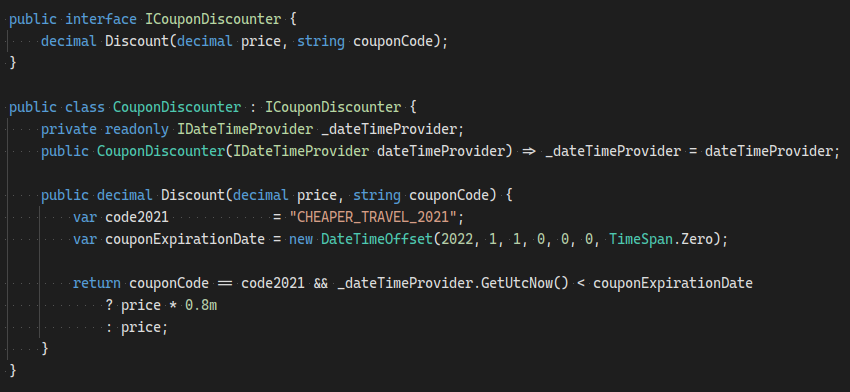 public interface ICouponDiscounter {
    decimal Discount(decimal price, string couponCode);
}

public class CouponDiscounter : ICouponDiscounter {
    private readonly IDateTimeProvider _dateTimeProvider;
    public CouponDiscounter(IDateTimeProvider dateTimeProvider) => _dateTimeProvider = dateTimeProvider;

    public decimal Discount(decimal price, string couponCode) {
        var code2021             = "CHEAPER_TRAVEL_2021";
        var couponExpirationDate = new DateTimeOffset(2022, 1, 1, 0, 0, 0, TimeSpan.Zero);

        return couponCode == code2021 && _dateTimeProvider.GetUtcNow() < couponExpirationDate
            ? price * 0.8m
            : price;
    }
}